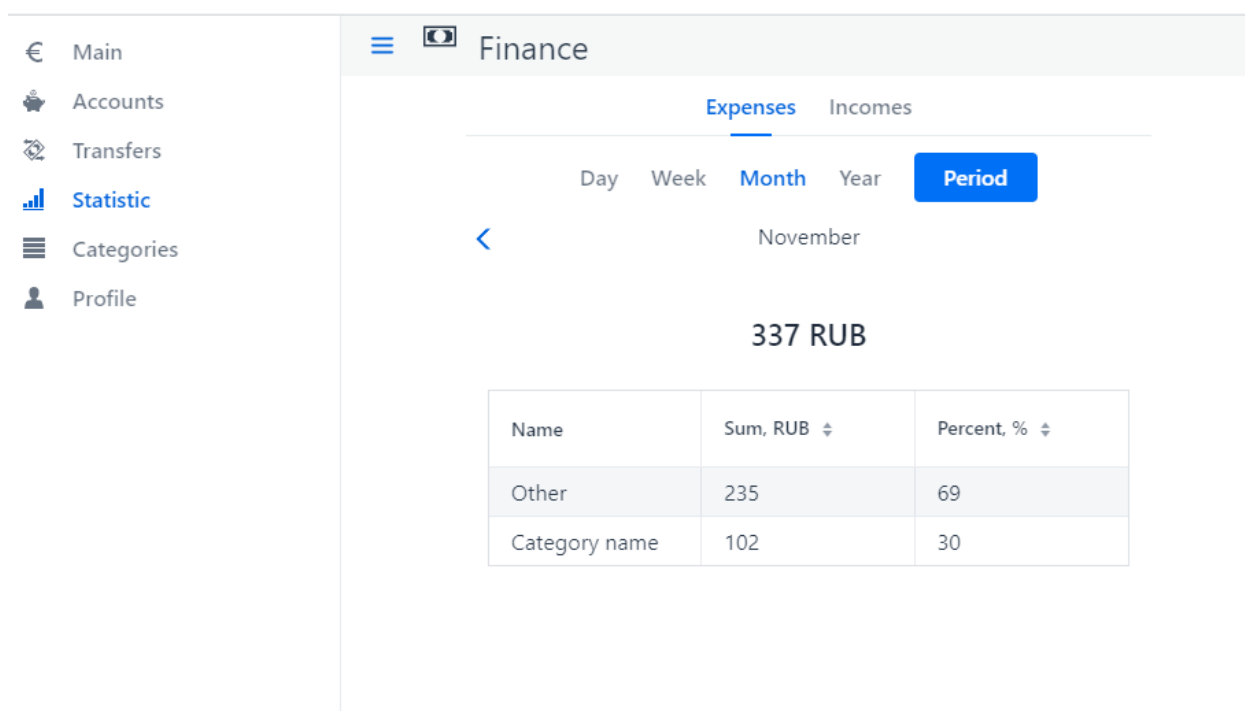 Main
Accounts
Transfers
Statistic
Categories
Profile
Finance
Expenses Incomes
Day Week Month Year Period
November
337 RUB
Name Sum, RUB Percent, %
Other 235 69
Category name 102 30